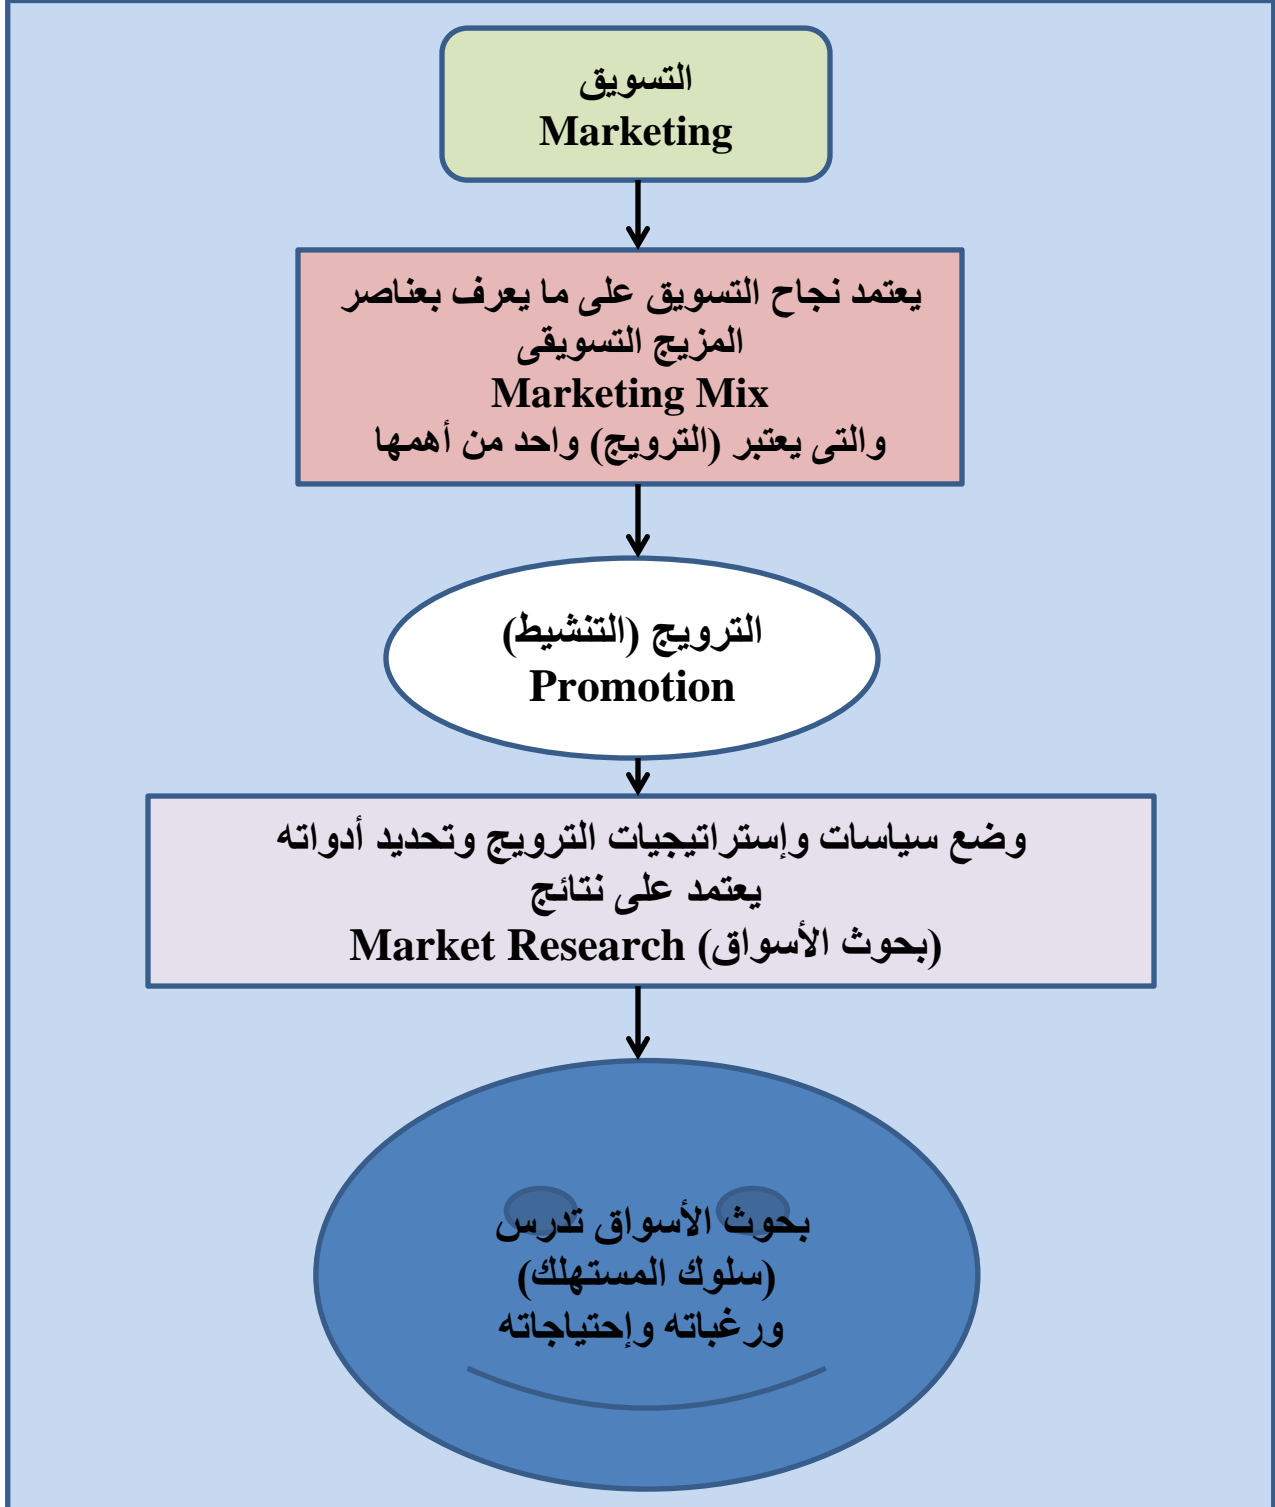 التسويق
Marketing
يعتمد نجاح التسويق على ما يعرف بعناصر
المزيج التسويقى
Marketing Mix
والتى يعتبر (الترويج) واحد من أهمها
الترويج (التنشيط)
Promotion
وضع سياسات وإستراتيجيات الترويج وتحديد أدواته
يعتمد على نتائج
(بحوث الأسواق) Market Research
بحوث الأسواق تدرس
(سلوك المستهلك)
ورغباته وإحتياجاته